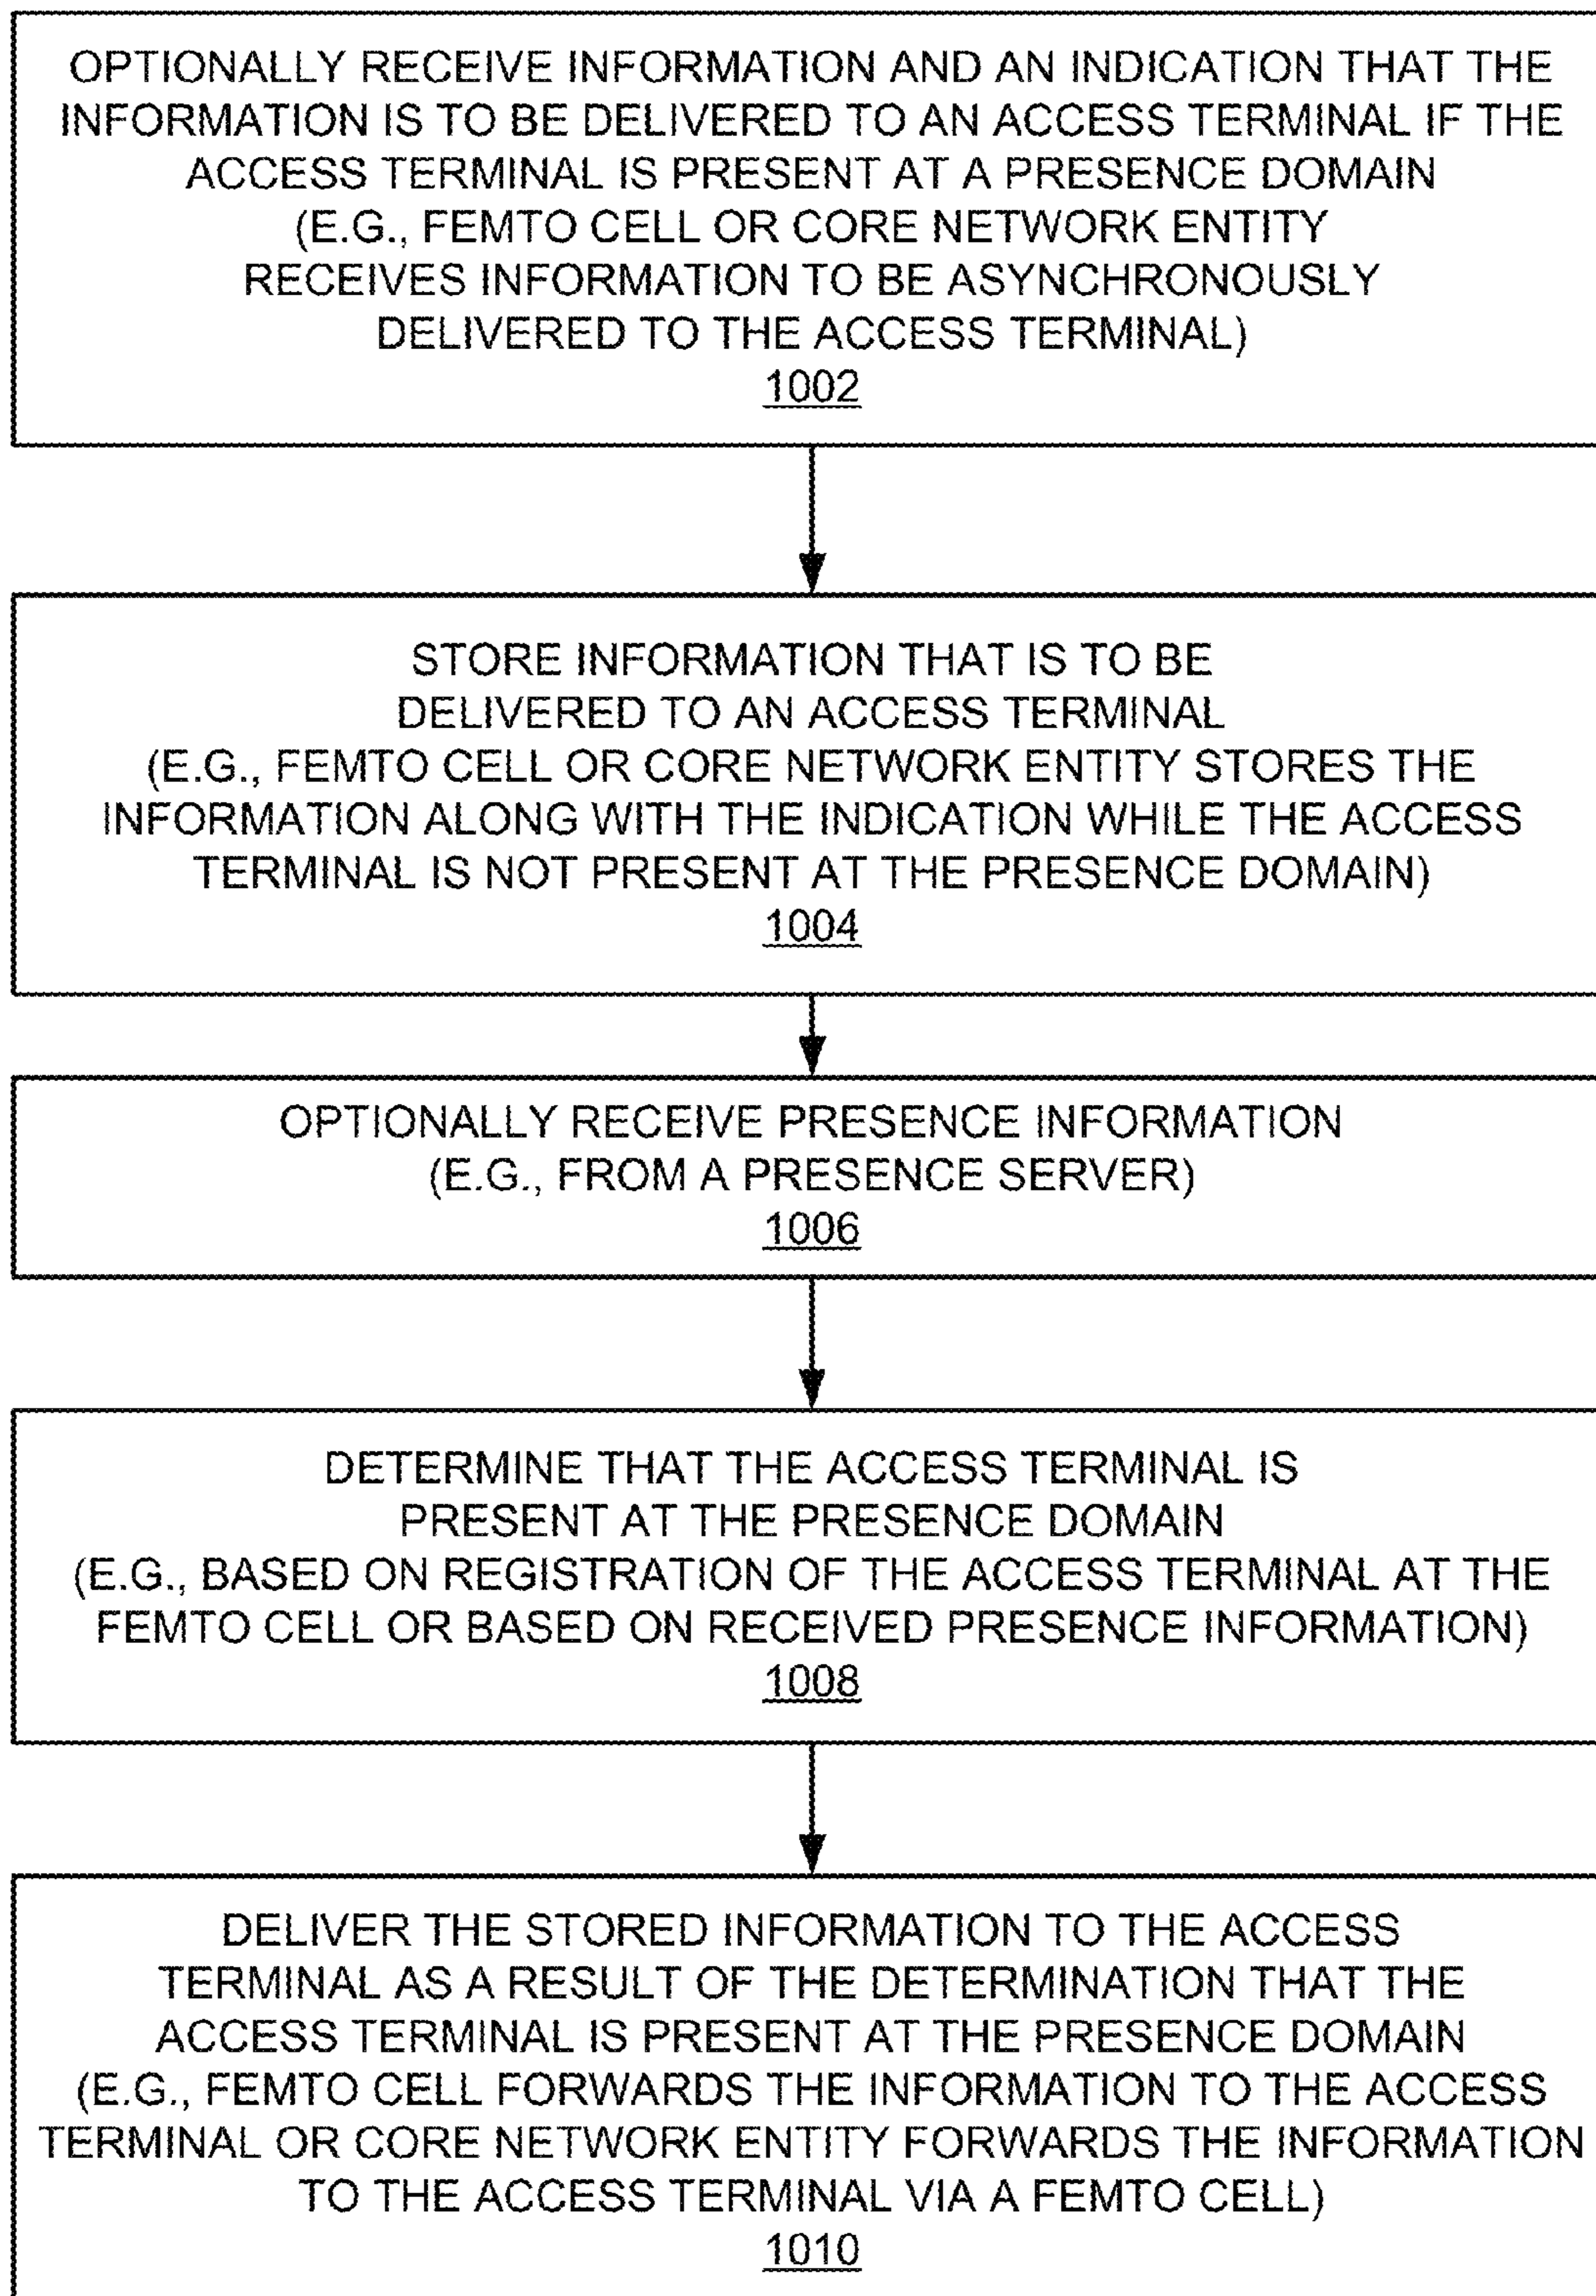 OPTIONALLY RECEIVE INFORMATION AND AN INDICATION THAT THE
INFORMATION IS TO BE DELIVERED TO AN ACCESS TERMINAL IF THE
ACCESS TERMINAL IS PRESENT AT A PRESENCE DOMAIN
(E.G., FEMTO CELL OR CORE NETWORK ENTITY
RECEIVES INFORMATION TO BE ASYNCHRONOUSLY
DELIVERED TO THE ACCESS TERMINAL)
1002
STORE INFORMATION THAT IS TO BE
DELIVERED TO AN ACCESS TERMINAL
(E.G., FEMTO CELL OR CORE NETWORK ENTITY STORES THE
INFORMATION ALONG WITH THE INDICATION WHILE THE ACCESS
TERMINAL IS NOT PRESENT AT THE PRESENCE DOMAIN)
1004
OPTIONALLY RECEIVE PRESENCE INFORMATION
(E.G., FROM A PRESENCE SERVER)
1006
DETERMINE THAT THE ACCESS TERMINAL IS
PRESENT AT THE PRESENCE DOMAIN
(E.G., BASED ON REGISTRATION OF THE ACCESS TERMINAL AT THE
FEMTO CELL OR BASED ON RECEIVED PRESENCE INFORMATION)
1008
DELIVER THE STORED INFORMATION TO THE ACCESS
TERMINAL AS A RESULT OF THE DETERMINATION THAT THE
ACCESS TERMINAL IS PRESENT AT THE PRESENCE DOMAIN
(E.G., FEMTO CELL FORWARDS THE INFORMATION TO THE ACCESS
TERMINAL OR CORE NETWORK ENTITY FORWARDS THE INFORMATION
TO THE ACCESS TERMINAL VIA A FEMTO CELL)
1010